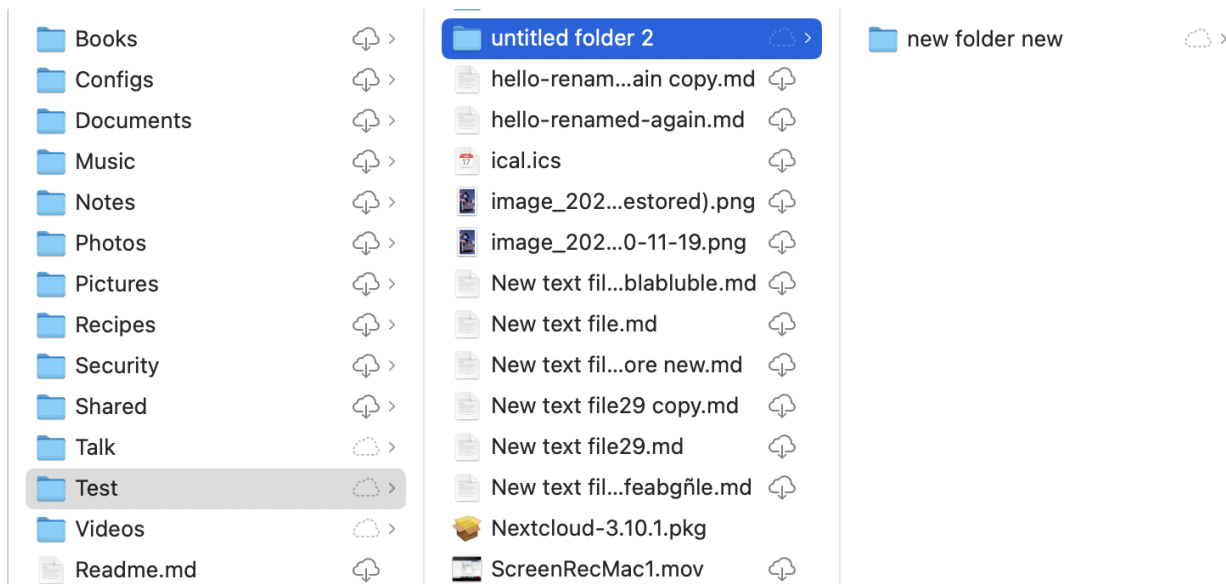 Books
Configs
Documents
Music
Notes
Photos
Pictures
Recipes
Security
Shared
Talk
Test
Videos
Readme.md
untitled folder 2
hello-renam...ain copy.md
hello-renamed-again.md
ical.ics
image_202...estored).png
image_202...0-11-19.png
New text fil...blabluble.md
New text file.md
New text fil...ore new.md
New text file29 copy.md
New text file29.md
New text fil...feabgñle.md
Nextcloud-3.10.1.pkg
ScreenRecMac1.mov
new folder new